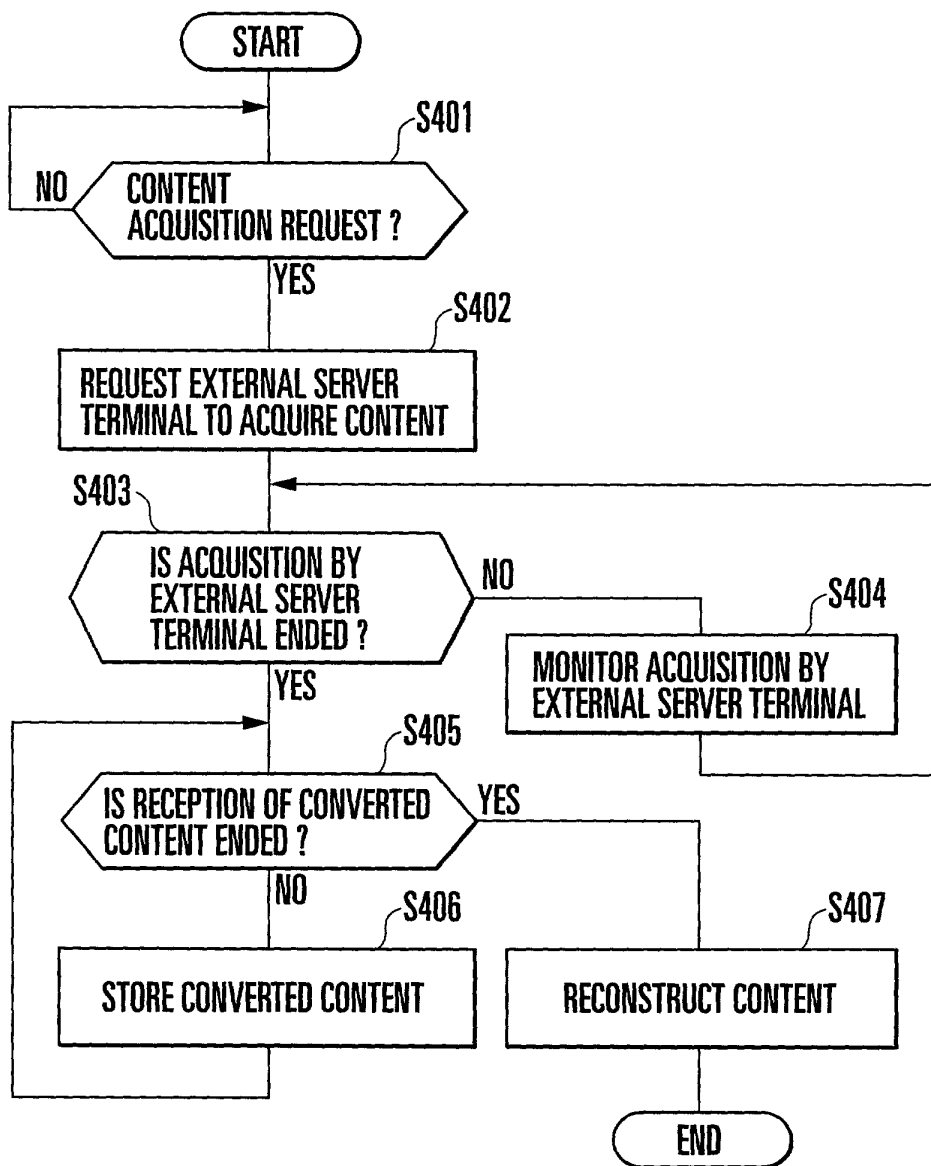 START
S401
NO
CONTENT
ACQUISITION REQUEST ?
YES
S402
REQUEST EXTERNAL SERVER
TERMINAL TO ACQUIRE CONTENT
S403
IS ACQUISITION BY
EXTERNAL SERVER
TERMINAL ENDED ?
NO
S404
MONITOR ACQUISITION BY
EXTERNAL SERVER TERMINAL
YES
S405
IS RECEPTION OF CONVERTED
CONTENT ENDED ?
YES
NO
S406
STORE CONVERTED CONTENT
S407
RECONSTRUCT CONTENT
END